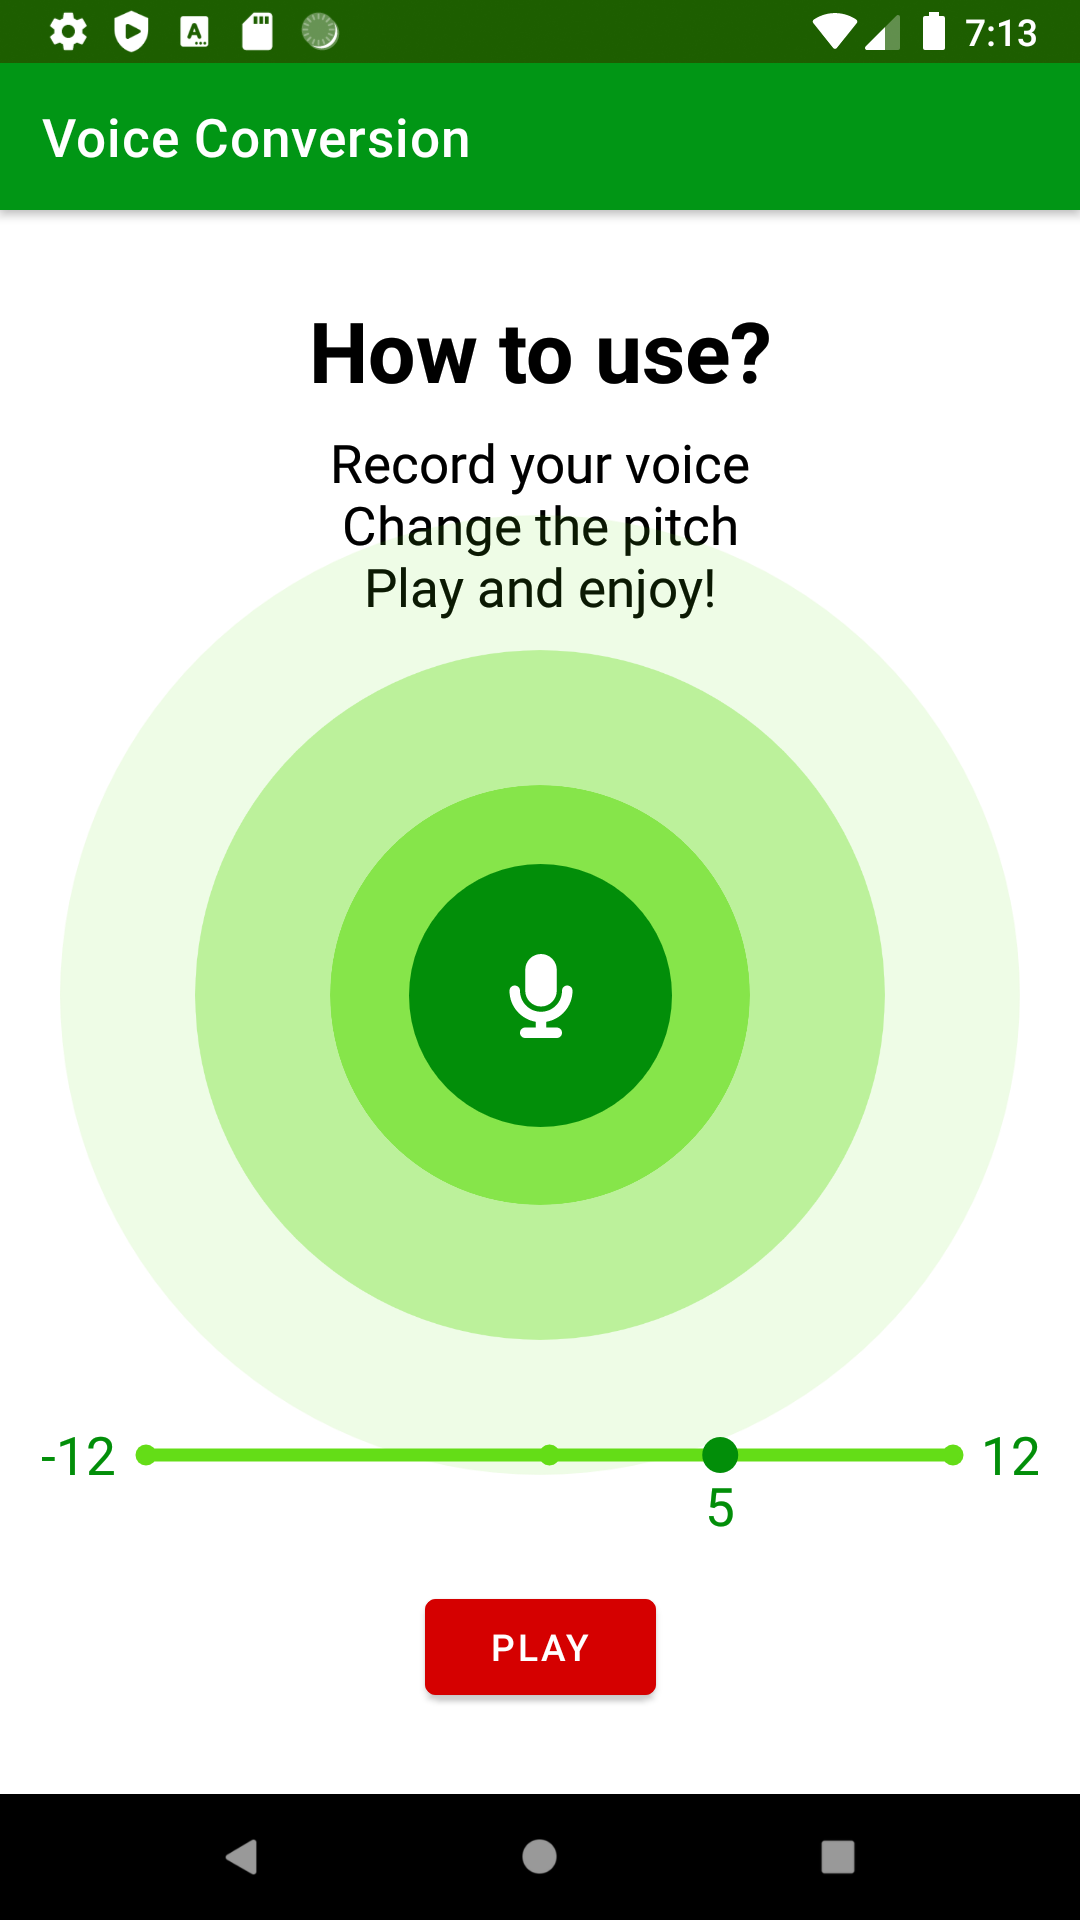 7:13
Voice Conversion
How to use?
Record your voice
Change the pitch
Play and enjoy!
-12
12
5
PLAY